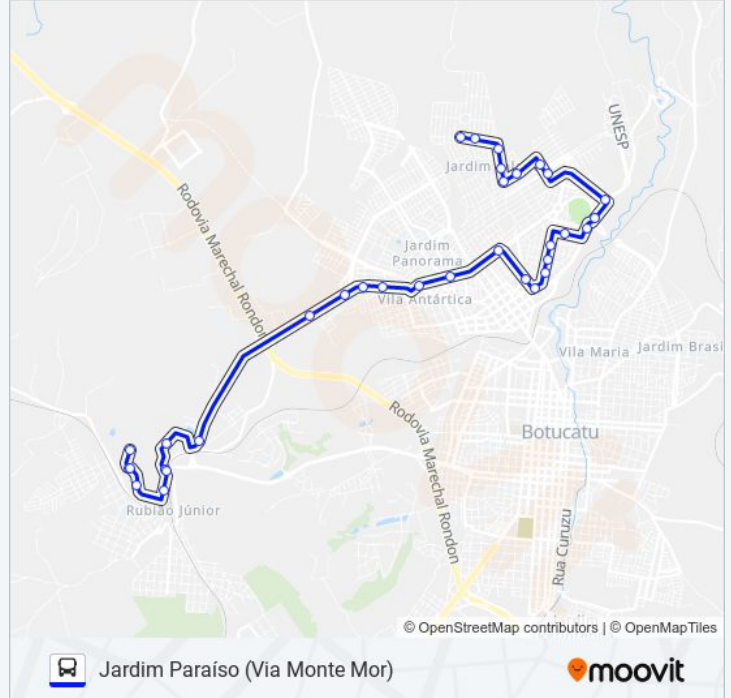 UNESP
Jardim
Rodovia Marechal Rondon
Jardim
Panorama
Vila Antártica
Vila Maria
Jardim Brasi
Rodovia Marechal Rondon
Botucatu
Rubião Júnior
Rua Curuzu
© OpenStreetMap contributors | © OpenMapTiles
Jardim Paraíso (Via Monte Mor)
moovit